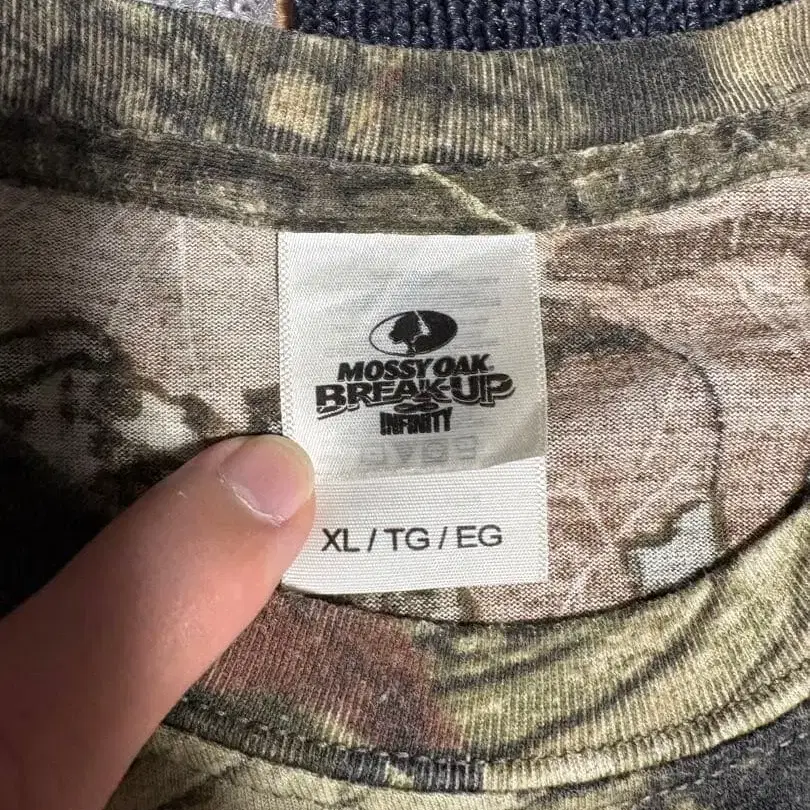 MOSSY OAK
BREAK-UP
INFINITY
XL / TG / EG